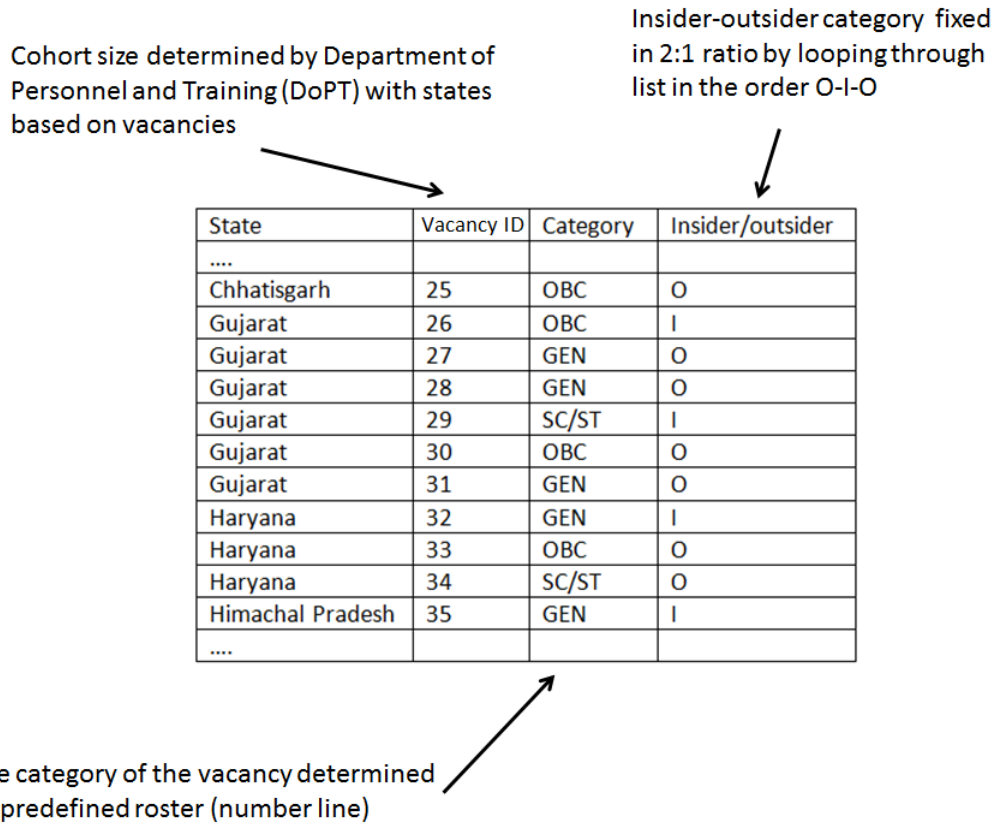 Insider-outsider category fixed
in 2:1 ratio by looping through
list in the order O-I-O
Cohort size determined by Department of
Personnel and Training (DoPT) with states
based on vacancies
State Vacancy ID Category Insider/outsider
....
Chhatisgarh 25 OBC O
Gujarat 26 OBC I
Gujarat 27 GEN O
Gujarat 28 GEN O
Gujarat 29 SC/ST I
Gujarat 30 OBC O
Gujarat 31 GEN O
Haryana 32 GEN I
Haryana 33 OBC O
Haryana 34 SC/ST O
Himachal Pradesh 35 GEN I
....
category of the vacancy determined
predefined roster (number line)